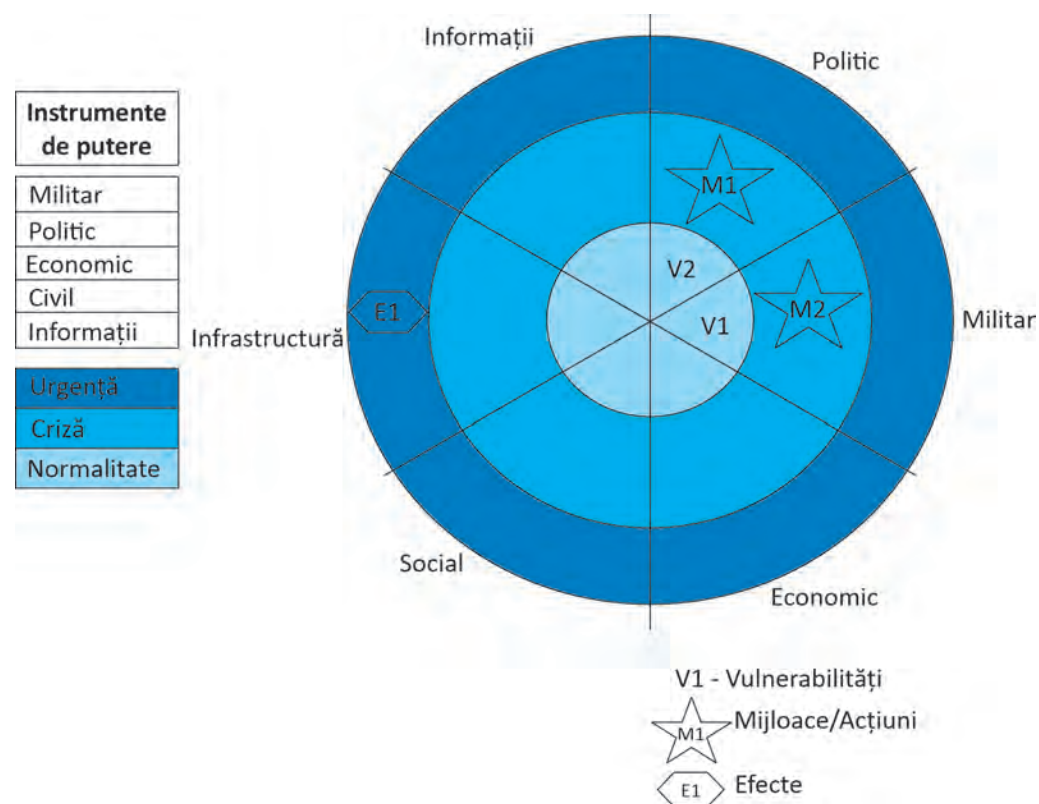 Informații
Politic
Instrumente
de putere
Militar
Politic
Economic
Civil
Informații
Urgență
Criză
Normalitate
M1
V2
E1
V1
M2
Infrastructură
Militar
Social
Economic
V1 - Vulnerabilități
M1 Mijloace/Acțiuni
E1 Efecte